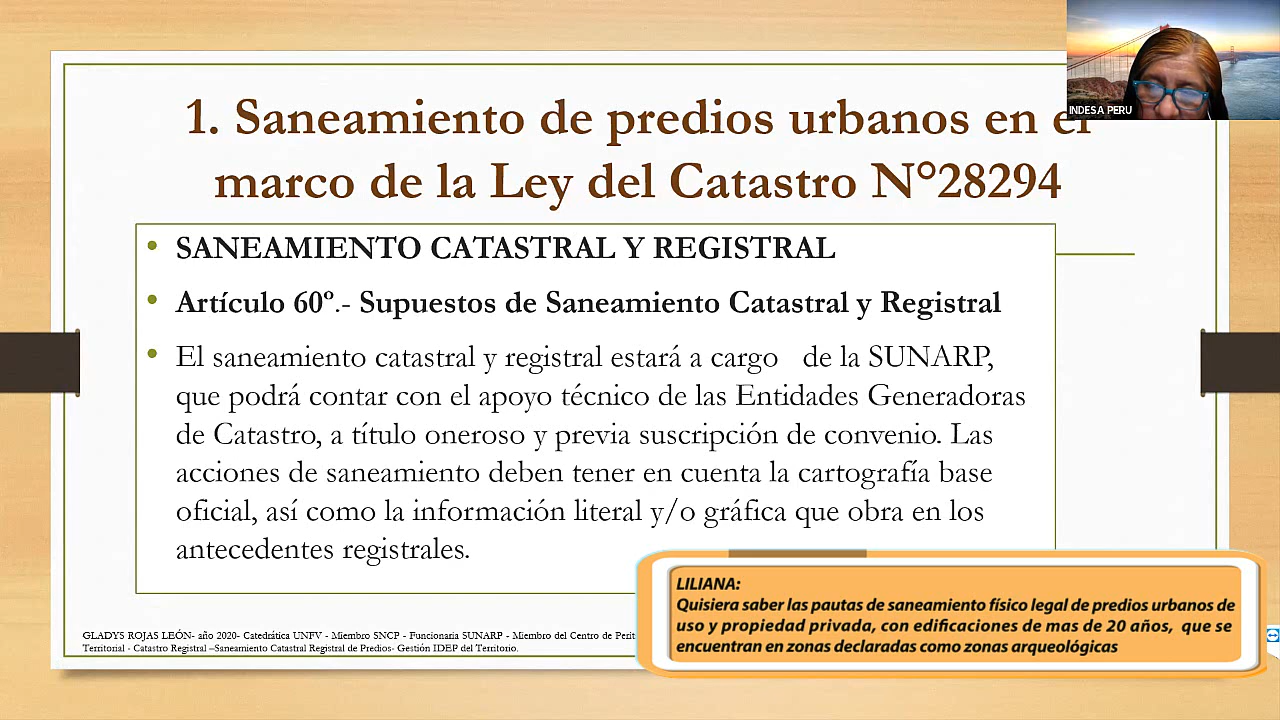 1. Saneamiento de predios urbanos en el
marco de la Ley del Catastro N°28294
INDESA PERU
• SANEAMIENTO CATASTRAL Y REGISTRAL
• Artículo 60º.- Supuestos de Saneamiento Catastral y Registral
• El saneamiento catastral y registral estará a cargo de la SUNARP,
que podrá contar con el apoyo técnico de las Entidades Generadoras
de Catastro, a título oneroso y previa suscripción de convenio. Las
acciones de saneamiento deben tener en cuenta la cartografía base
oficial, así como la información literal y/o gráfica que obra en los
antecedentes registrales.
GLADYS ROJAS LEÓN- año 2020- Catedrática UNFV - Miembro SNCP - Funcionaria SUNARP - Miembro del Centro de Perit
Territorial - Catastro Registral –Saneamiento Catastral Registral de Predios- Gestión IDEP del Territorio.
LILIANA:
Quisiera saber las pautas de saneamiento físico legal de predios urbanos de
uso y propiedad privada, con edificaciones de mas de 20 años, que se
encuentran en zonas declaradas como zonas arqueológicas